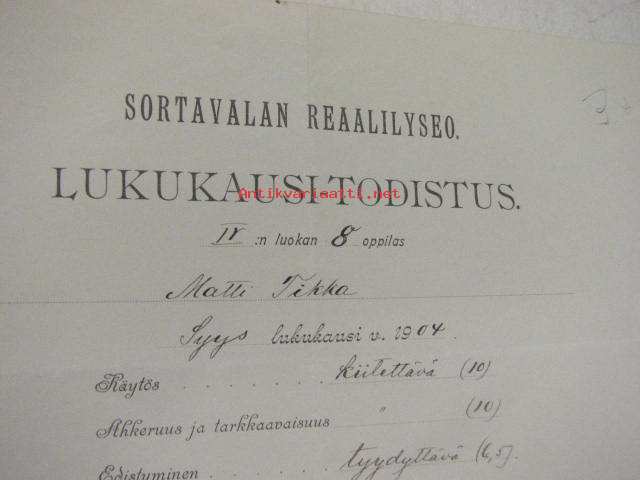 SORTAVALAN REAALILYSEO.
LUKUKAUSITODISTUS.
Antikvariaatti.net
IV :n luokan 8 oppilas
Matti Tikka
Syys lukukausi v. 1904.
Käytös . . . . . . . . kiitettävä (10)
Ahkeruus ja tarkkaavaisuus " (10)
Edistyminen . . . . . . . tyydyttävä (6,5).